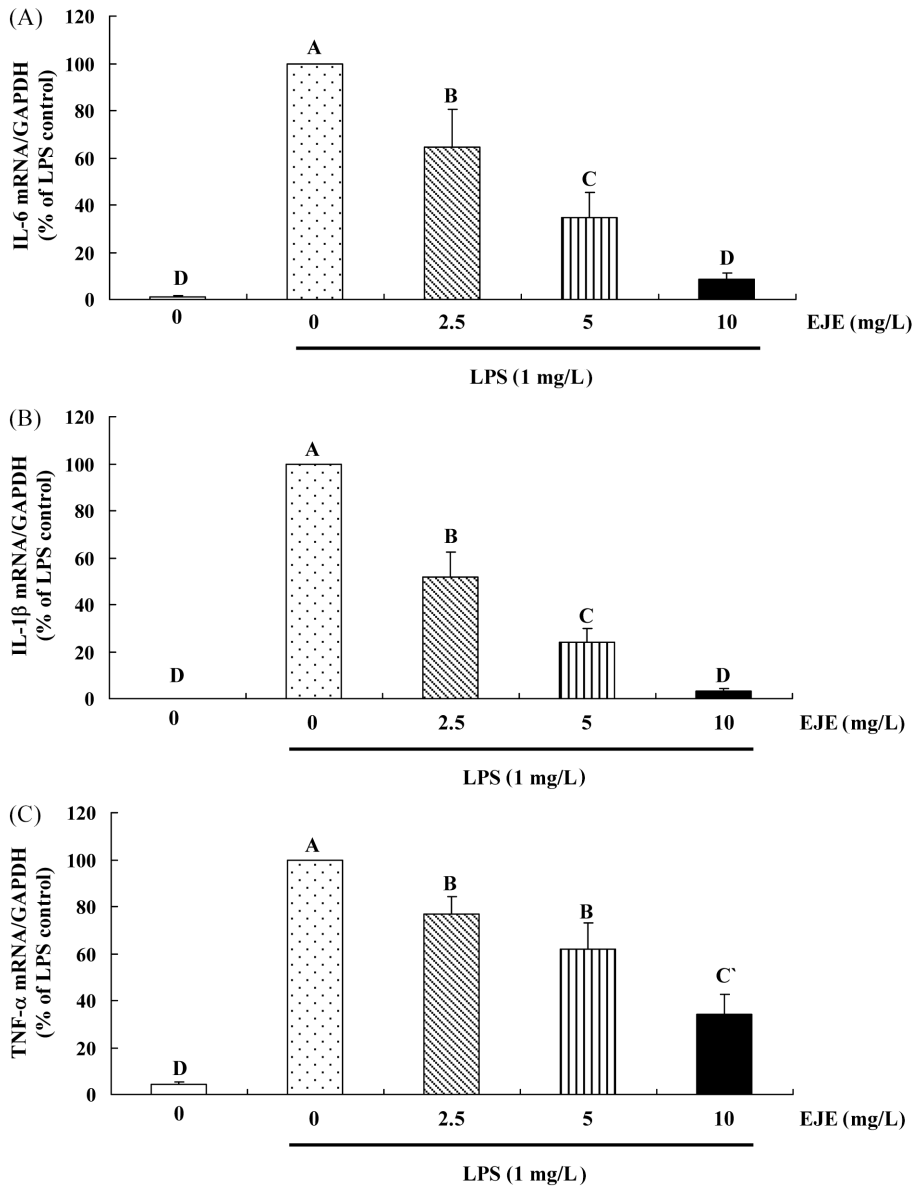 (A)
IL-6 mRNA/GAPDH
(% of LPS control)
120
100
80
60
40
20
0
D
A
B
C
D
0 0 2.5 5 10 EJE (mg/L)
LPS (1 mg/L)
(B)
IL-1β mRNA/GAPDH
(% of LPS control)
120
100
80
60
40
20
0
D
A
B
C
D
0 0 2.5 5 10 EJE (mg/L)
LPS (1 mg/L)
(C)
TNF-α mRNA/GAPDH
(% of LPS control)
120
100
80
60
40
20
0
D
A
B
B
C`
0 0 2.5 5 10 EJE (mg/L)
LPS (1 mg/L)